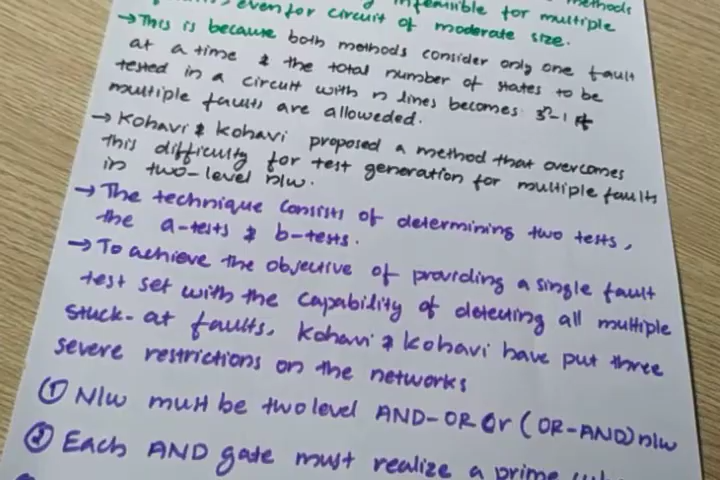 methods
infeasible for multiple
, even for circuit of moderate size.
→ This is because both methods consider only one fault
at a time & the total number of states to be
tested in a circuit with n lines becomes 3ⁿ-1 if
multiple faults are alloweded.
→ Kohavi & Kohavi proposed a method that overcomes
this difficulty for test generation for multiple faults
in two-level n/w.
→ The technique consists of determining two tests,
the a-tests & b-tests.
→ To achieve the objective of providing a single fault
test set with the capability of detecting all multiple
stuck-at faults, Kohavi & Kohavi have put three
severe restrictions on the networks
① N/w must be two level AND-OR or (OR-AND) n/w
② Each AND gate must realize a prime